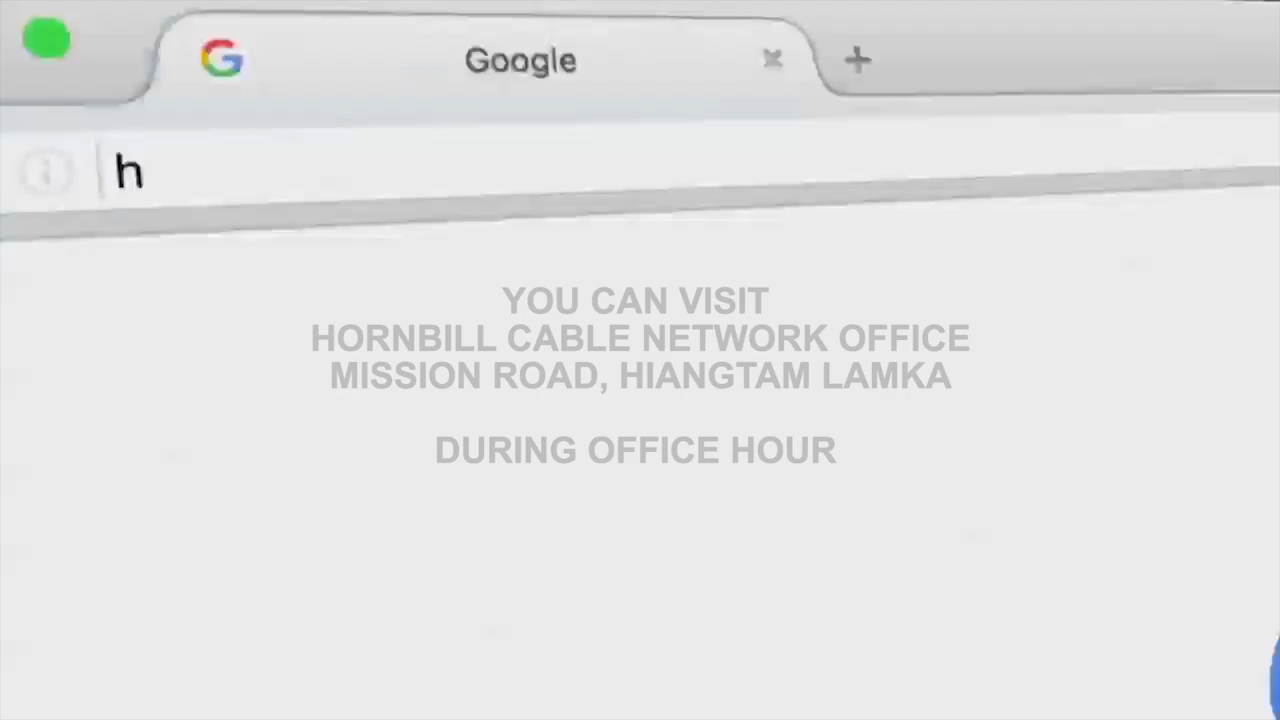 Google
h
YOU CAN VISIT
HORNBILL CABLE NETWORK OFFICE
MISSION ROAD, HIANGTAM LAMKA
DURING OFFICE HOUR